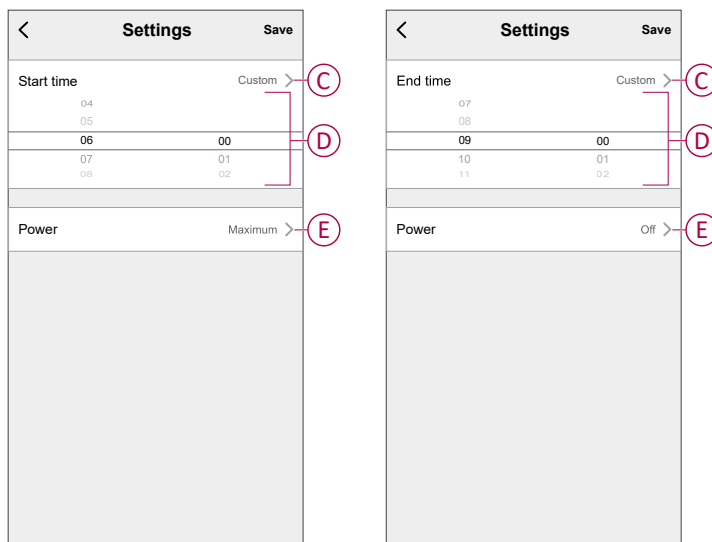 Settings Save
Start time Custom C
04
05
06 00 D
07 01
08 02
Power Maximum E
Settings Save
End time Custom C
07
08
09 00 D
10 01
11 02
Power Off E